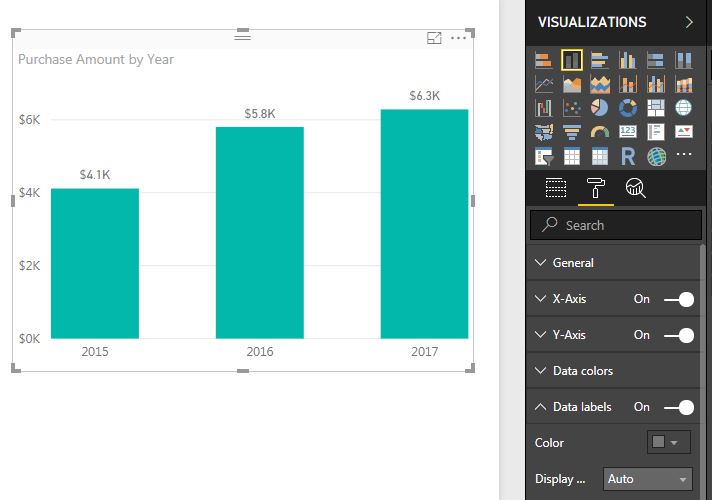 Purchase Amount by Year
$6K
$4K
$2K
$0K
$4.1K
$5.8K
$6.3K
2015
2016
2017
VISUALIZATIONS
123
R
Search
General
X-Axis On
Y-Axis On
Data colors
Data labels On
Color
Display ... Auto